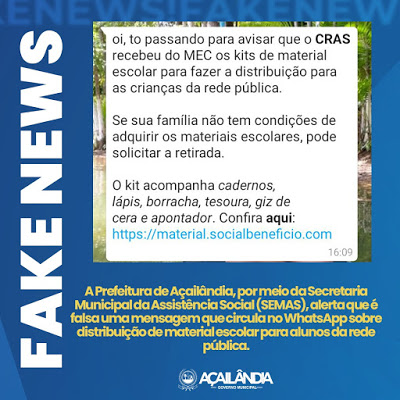 KENEWS FAKENEWS FAKENE
FAKE NEWS
oi, to passando para avisar que o CRAS
recebeu do MEC os kits de material
escolar para fazer a distribuição para
as crianças da rede pública.
Se sua família não tem condições de
adquirir os materiais escolares, pode
solicitar a retirada.
O kit acompanha cadernos,
lápis, borracha, tesoura, giz de
cera e apontador. Confira aqui:
https://material.socialbeneficio.com
16:09
A Prefeitura de Açailândia, por meio da Secretaria
Municipal da Assistência Social (SEMAS), alerta que é
falsa uma mensagem que circula no WhatsApp sobre
distribuição de material escolar para alunos da rede
pública.
AÇAILÂNDIA
GOVERNO MUNICIPAL